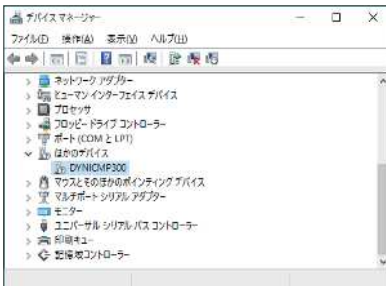 デバイス マネージャー
ファイル(F) 操作(A) 表示(V) ヘルプ(H)
ネットワーク アダプター
ヒューマン インターフェイス デバイス
プロセッサ
フロッピー ドライブ コントローラー
ポート (COM と LPT)
ほかのデバイス
DYNICMP300
マウスとそのほかのポインティング デバイス
マルチポート シリアル アダプター
モニター
ユニバーサル シリアル バス コントローラー
印刷キュー
記憶域コントローラー